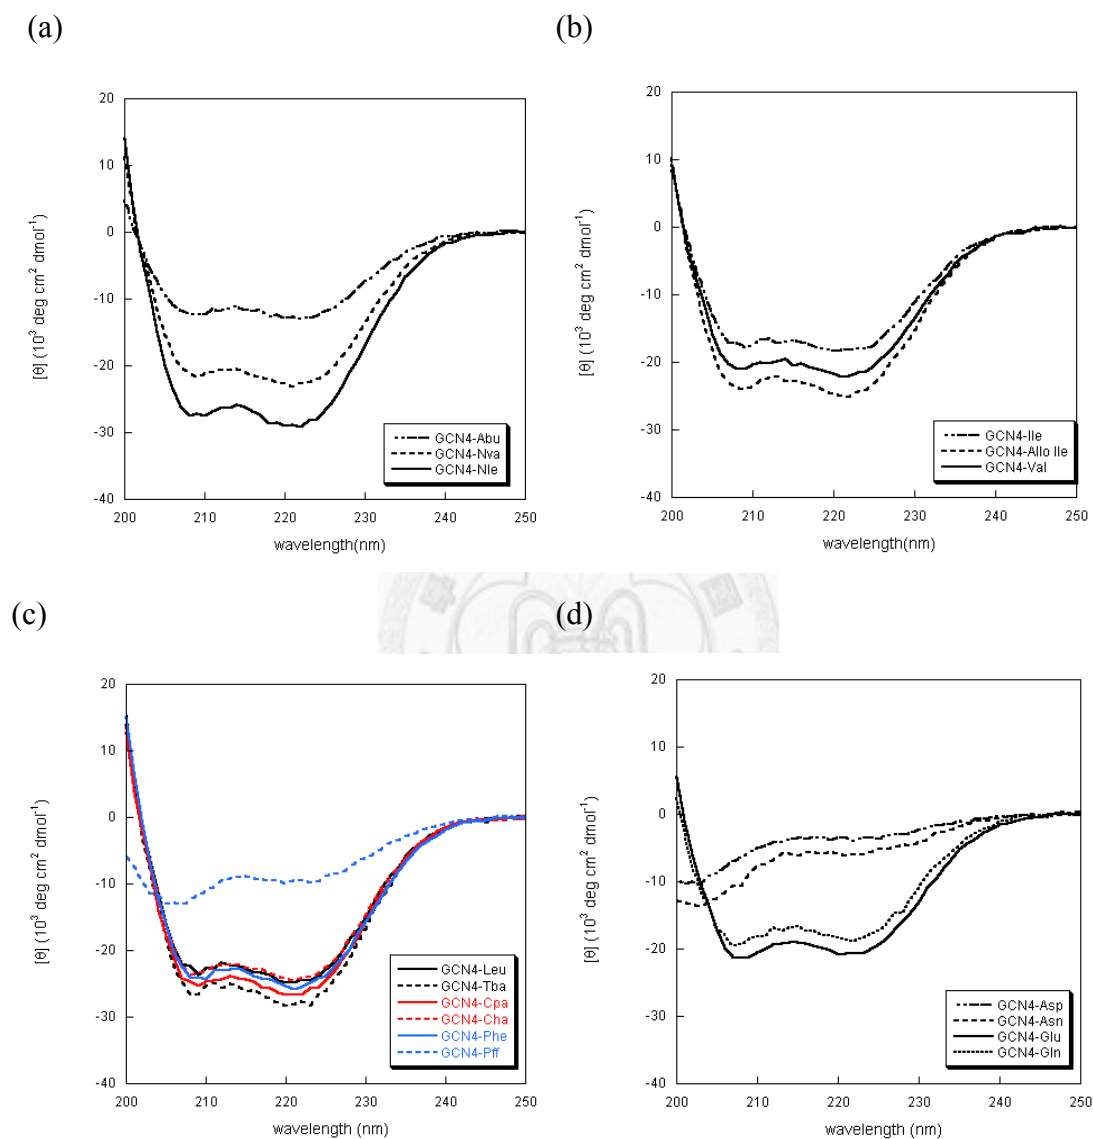 (a)
20
10
0
-10
-20
-30
-40
[θ] (10³ deg cm² dmol⁻¹)
200 210 220 230 240 250
wavelength(nm)
GCN4-Abu
GCN4-Nva
GCN4-Nle
(b)
20
10
0
-10
-20
-30
-40
[θ] (10³ deg cm² dmol⁻¹)
200 210 220 230 240 250
wavelength(nm)
GCN4-Ile
GCN4-Allo Ile
GCN4-Val
(c)
20
10
0
-10
-20
-30
-40
[θ] (10³ deg cm² dmol⁻¹)
200 210 220 230 240 250
wavelength (nm)
GCN4-Leu
GCN4-Tba
GCN4-Cpa
GCN4-Cha
GCN4-Phe
GCN4-Pff
(d)
20
10
0
-10
-20
-30
-40
[θ] (10³ deg cm² dmol⁻¹)
200 210 220 230 240 250
wavelength (nm)
GCN4-Asp
GCN4-Asn
GCN4-Glu
GCN4-Gln